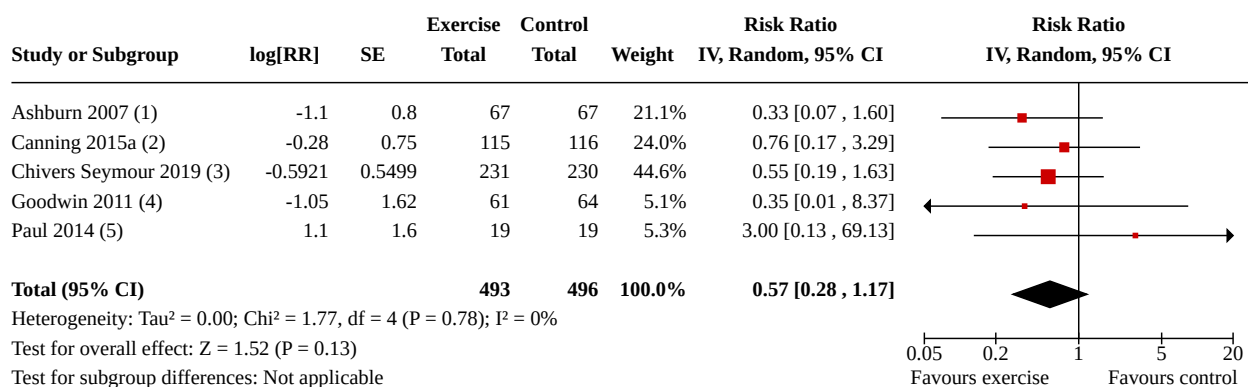 Exercise Control Risk Ratio Risk Ratio
Study or Subgroup log[RR] SE Total Total Weight IV, Random, 95% CI IV, Random, 95% CI
Ashburn 2007 (1) -1.1 0.8 67 67 21.1% 0.33 [0.07 , 1.60]
Canning 2015a (2) -0.28 0.75 115 116 24.0% 0.76 [0.17 , 3.29]
Chivers Seymour 2019 (3) -0.5921 0.5499 231 230 44.6% 0.55 [0.19 , 1.63]
Goodwin 2011 (4) -1.05 1.62 61 64 5.1% 0.35 [0.01 , 8.37]
Paul 2014 (5) 1.1 1.6 19 19 5.3% 3.00 [0.13 , 69.13]
Total (95% CI) 493 496 100.0% 0.57 [0.28 , 1.17]
Heterogeneity: Tau² = 0.00; Chi² = 1.77, df = 4 (P = 0.78); I² = 0%
Test for overall effect: Z = 1.52 (P = 0.13) 0.05 0.2 1 5 20
Test for subgroup differences: Not applicable Favours exercise Favours control